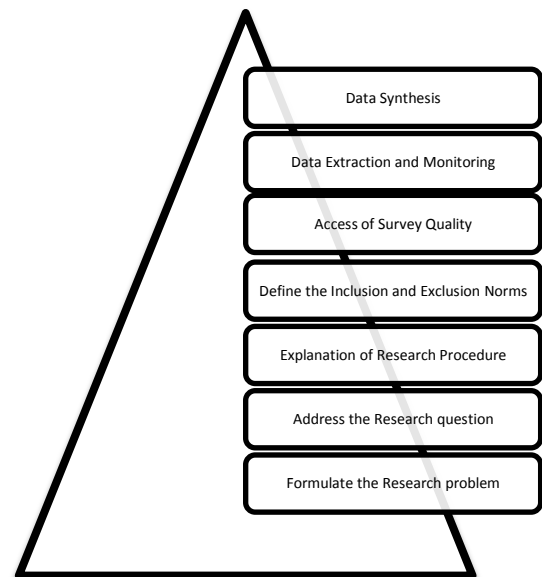 Data Synthesis
Data Extraction and Monitoring
Access of Survey Quality
Define the Inclusion and Exclusion Norms
Explanation of Research Procedure
Address the Research question
Formulate the Research problem